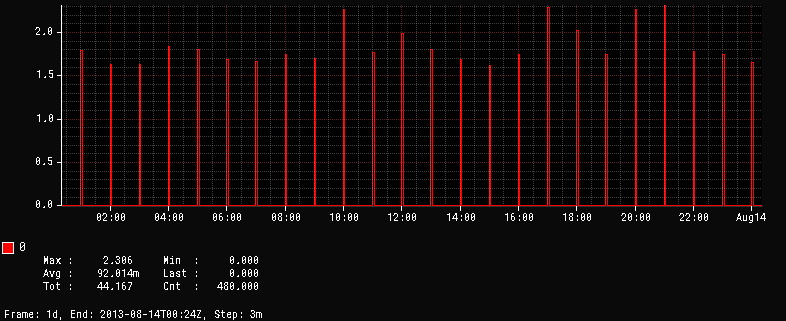 2.0
1.5
1.0
0.5
0.0
02:00 04:00 06:00 08:00 10:00 12:00 14:00 16:00 18:00 20:00 22:00 Aug14
0
Max : 2.306 Min : 0.000
Avg : 92.014m Last : 0.000
Tot : 44.167 Cnt : 480.000
Frame: 1d, End: 2013-08-14T00:24Z, Step: 3m